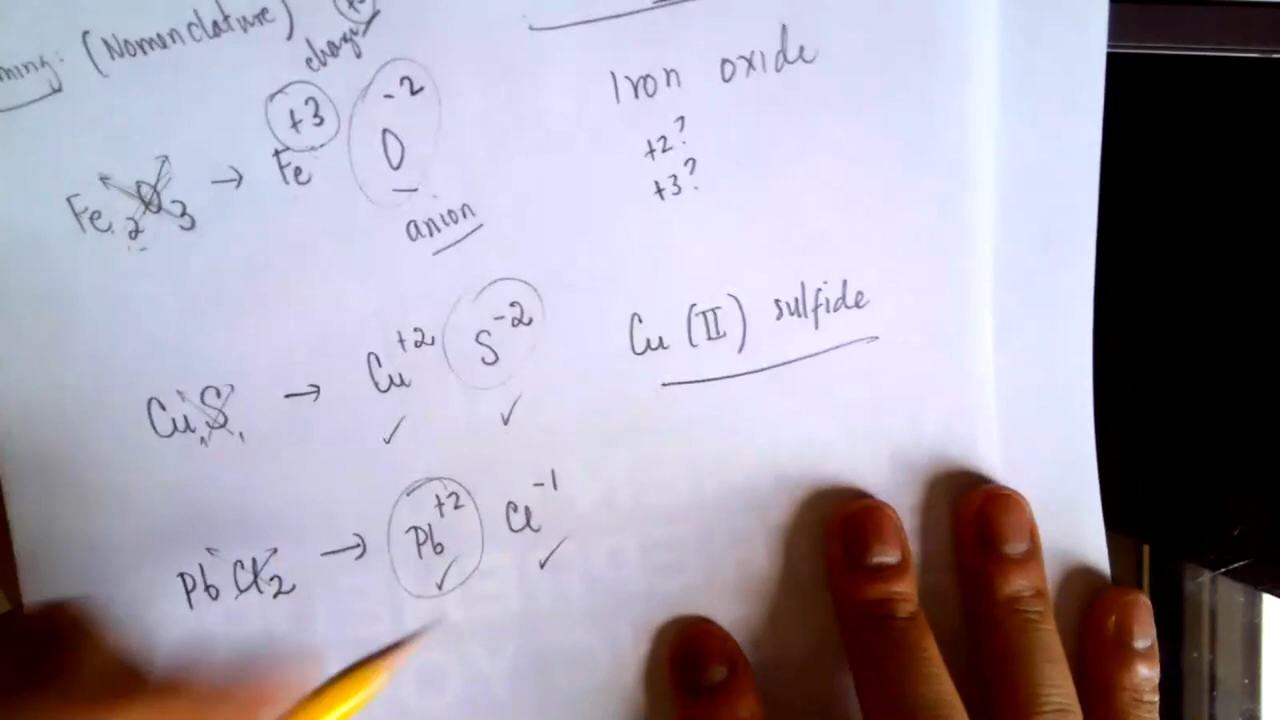 ming: (Nomenclature)
charge
+3 -2
Fe2O3 → Fe O Iron oxide
+2?
+3?
anion
CuS → Cu+2 S-2 Cu (II) sulfide
PbCl2 → Pb+2 Cl-1